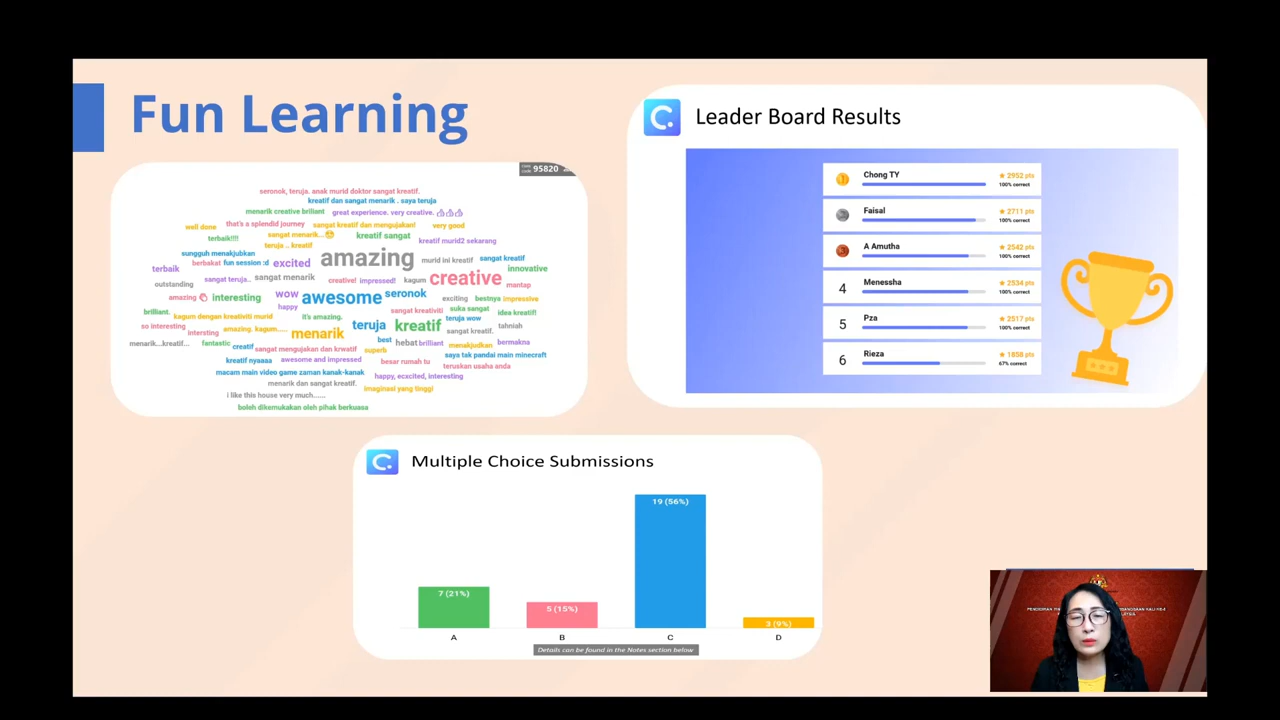 Fun Learning
95820
seronok, teruja. anak murid doktor sangat kreatif.
kreatif dan sangat menarik . saya teruja
menarik creative briliant great experience. very creative. 👍👍👍
well done that's a splendid journey sangat kreatif dan mengujakan! very good
terbaik!!!! sangat menarik...😊 kreatif sangat
teruja .. kreatif kreatif murid2 sekarang
sungguh menakjubkan amazing murid ini kreatif sangat kreatif
terbaik berbakat fun session :d excited creative innovative
outstanding sangat teruja.. sangat menarik creative! impressed! kagum mantap
amazing 👏 interesting wow awesome seronok exciting bestnya impressive
happy
brilliant. kagum dengan kreativiti murid it's amazing. sangat kreativiti suka sangat idea kreatif!
so interesting intersting amazing. kagum..... menarik teruja kreatif teruja wow tahniah
sangat kreatif.
menarik...kreatif... fantastic creatif best hebat brilliant menakjudkan bermakna
sangat mengujakan dan krwatif superb saya tak pandai main minecraft
kreatif nyaaaa awesome and impressed besar rumah tu teruskan usaha anda
macam main video game zaman kanak-kanak happy, ecxcited, interesting
menarik dan sangat kreatif. imaginasi yang tinggi
i like this house very much......
boleh dikemukakan oleh pihak berkuasa
C. Leader Board Results
1 Chong TY 2952 pts
100% correct
2 Faisal 2711 pts
100% correct
3 A Amutha 2542 pts
100% correct
4 Menessha 2534 pts
100% correct
5 Pza 2517 pts
100% correct
6 Rieza 1858 pts
67% correct
C. Multiple Choice Submissions
7 (21%) 5 (15%) 19 (56%) 3 (9%)
A B C D
Details can be found in the Notes section below